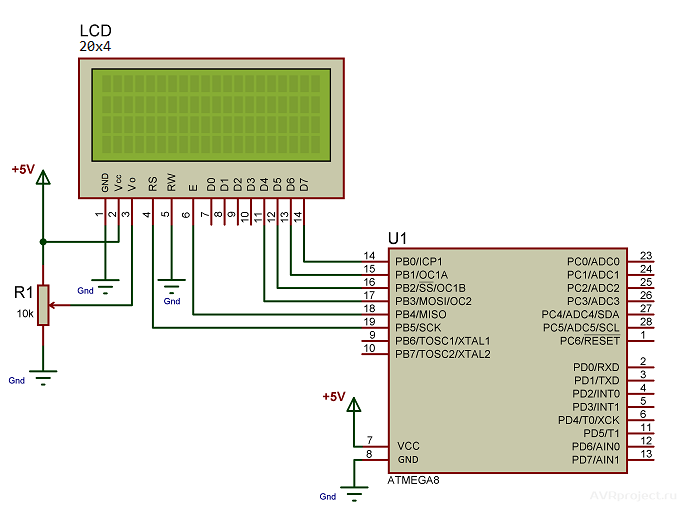 LCD
20x4
GND
Vcc
Vo
RS
RW
E
D0
D1
D2
D3
D4
D5
D6
D7
1
2
3
4
5
6
7
8
9
10
11
12
13
14
+5V
Gnd
Gnd
R1
10k
Gnd
U1
14 PB0/ICP1 PC0/ADC0 23
15 PB1/OC1A PC1/ADC1 24
16 PB2/SS/OC1B PC2/ADC2 25
17 PB3/MOSI/OC2 PC3/ADC3 26
18 PB4/MISO PC4/ADC4/SDA 27
19 PB5/SCK PC5/ADC5/SCL 28
9 PB6/TOSC1/XTAL1 PC6/RESET 1
10 PB7/TOSC2/XTAL2
PD0/RXD 2
PD1/TXD 3
PD2/INT0 4
PD3/INT1 5
PD4/T0/XCK 6
PD5/T1 11
PD6/AIN0 12
PD7/AIN1 13
+5V
7 VCC
8 GND
Gnd
ATMEGA8
AVRproject.ru